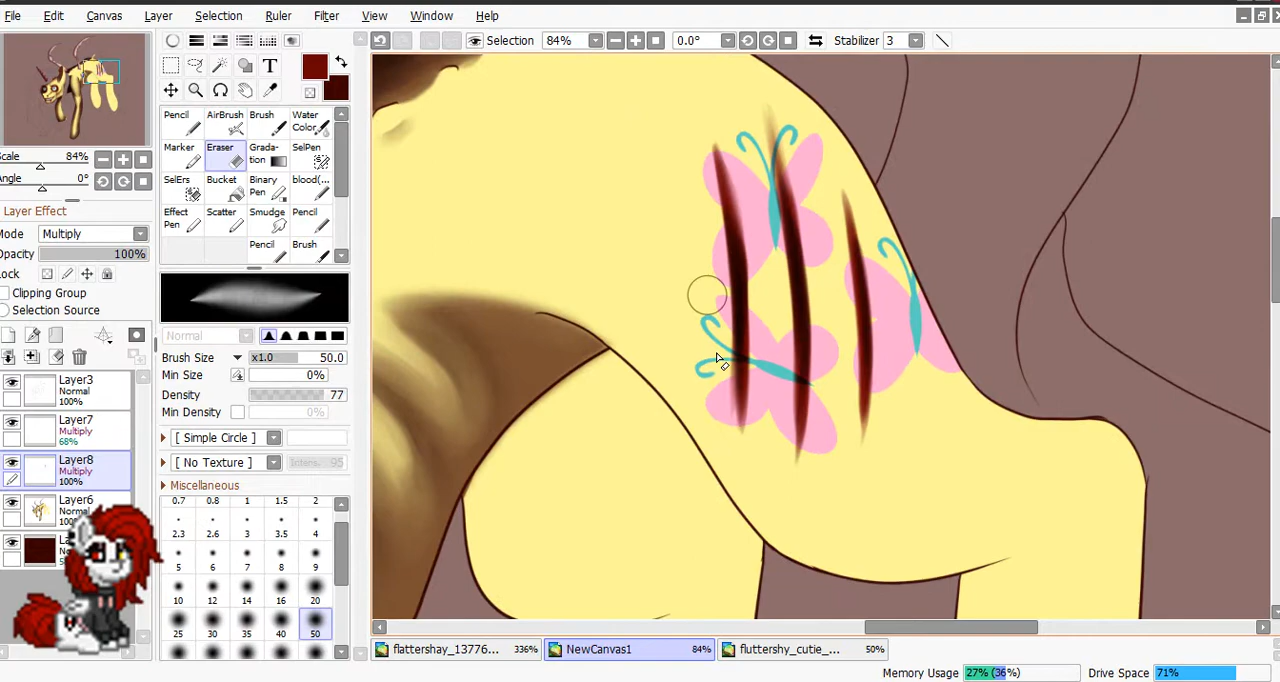 File Edit Canvas Layer Selection Ruler Filter View Window Help
Selection 84% 0.0° Stabilizer 3
Scale
84%
Angle
0°
Layer Effect
Mode Multiply
Opacity 100%
Lock
Clipping Group
Selection Source
Layer3
Normal
100%
Layer7
Multiply
68%
Layer8
Multiply
100%
Layer6
Normal
T
Pencil AirBrush Brush Water Color
Marker Eraser Gradation SelPen
SelErs Bucket Binary Pen blood(...
Effect Pen Scatter Smudge Pencil
Pencil Brush
Normal
Brush Size x1.0 50.0
Min Size 0%
Density 77
Min Density 0%
[ Simple Circle ]
[ No Texture ] Intens. 95
Miscellaneous
0.7 0.8 1 1.5 2
2.3 2.6 3 3.5 4
5 6 7 8 9
10 12 14 16 20
25 30 35 40 50
flattershay_13776... 336% NewCanvas1 84% fluttershy_cutie_... 50%
Memory Usage 27% (36%) Drive Space 71%